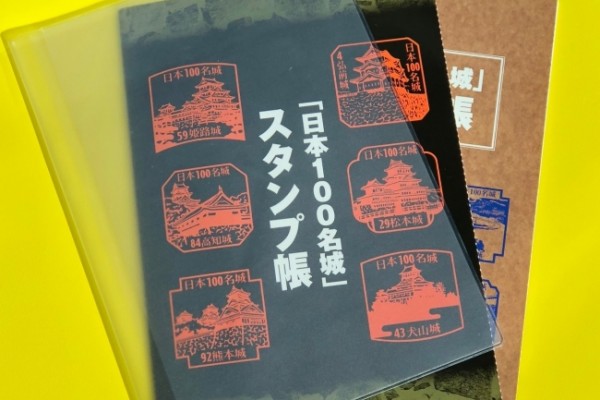 「日本100名城」
スタンプ帳
日本100名城
59姫路城
日本100名城
4弘前城
日本100名城
84高知城
日本100名城
29松本城
日本100名城
92熊本城
日本100名城
43犬山城
城」
帳